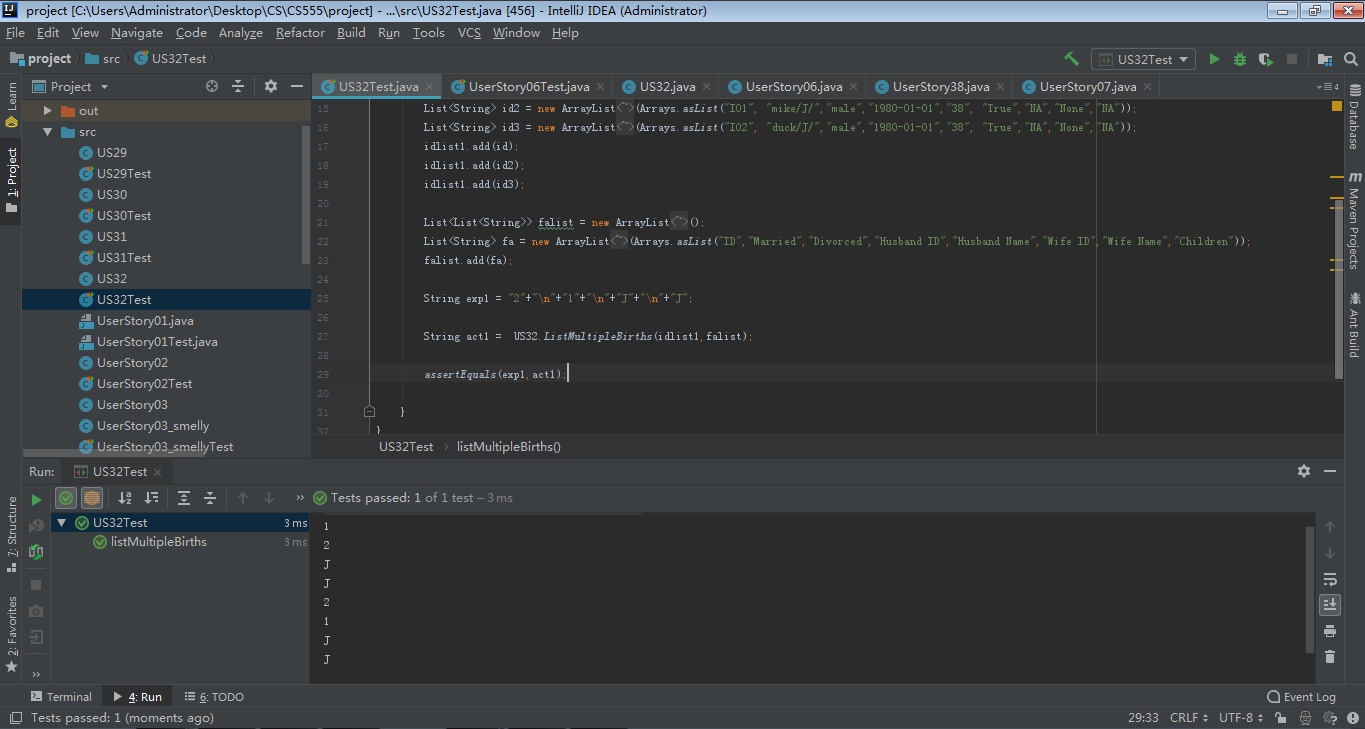 project [C:\Users\Administrator\Desktop\CS\CS555\project] - ...\src\US32Test.java [456] - IntelliJ IDEA (Administrator)
File Edit View Navigate Code Analyze Refactor Build Run Tools VCS Window Help
project src US32Test
US32Test
Learn
1: Project
7: Structure
2: Favorites
Project
out
src
US29
US29Test
US30
US30Test
US31
US31Test
US32
US32Test
UserStory01.java
UserStory01Test.java
UserStory02
UserStory02Test
UserStory03
UserStory03_smelly
UserStory03_smellyTest
US32Test.java UserStory06Test.java US32.java UserStory06.java UserStory38.java UserStory07.java 4
15 List<String> id2 = new ArrayList<~>(Arrays.asList("I01", "mike/J/","male","1980-01-01","38", "True","NA","None","NA"));
16 List<String> id3 = new ArrayList<~>(Arrays.asList("I02", "duck/J/","male","1980-01-01","38", "True","NA","None","NA"));
17 idlist1.add(id);
18 idlist1.add(id2);
19 idlist1.add(id3);
20
21 List<List<String>> falist = new ArrayList<~>();
22 List<String> fa = new ArrayList<~>(Arrays.asList("ID","Married","Divorced","Husband ID","Husband Name","Wife ID","Wife Name","Children"));
23 falist.add(fa);
24
25 String exp1 = "2"+"\n"+"1"+"\n"+"J"+"\n"+"J";
26
27 String act1 = US32.ListMultipleBirths(idlist1,falist);
28
29 assertEquals(exp1,act1);
30
31 }
32 }
US32Test listMultipleBirths()
Database
Maven Projects
Ant Build
Run: US32Test
Tests passed: 1 of 1 test – 3 ms
US32Test 3 ms
listMultipleBirths 3 ms
1
2
J
J
2
1
J
J
Terminal 4: Run 6: TODO Event Log
Tests passed: 1 (moments ago) 29:33 CRLF UTF-8